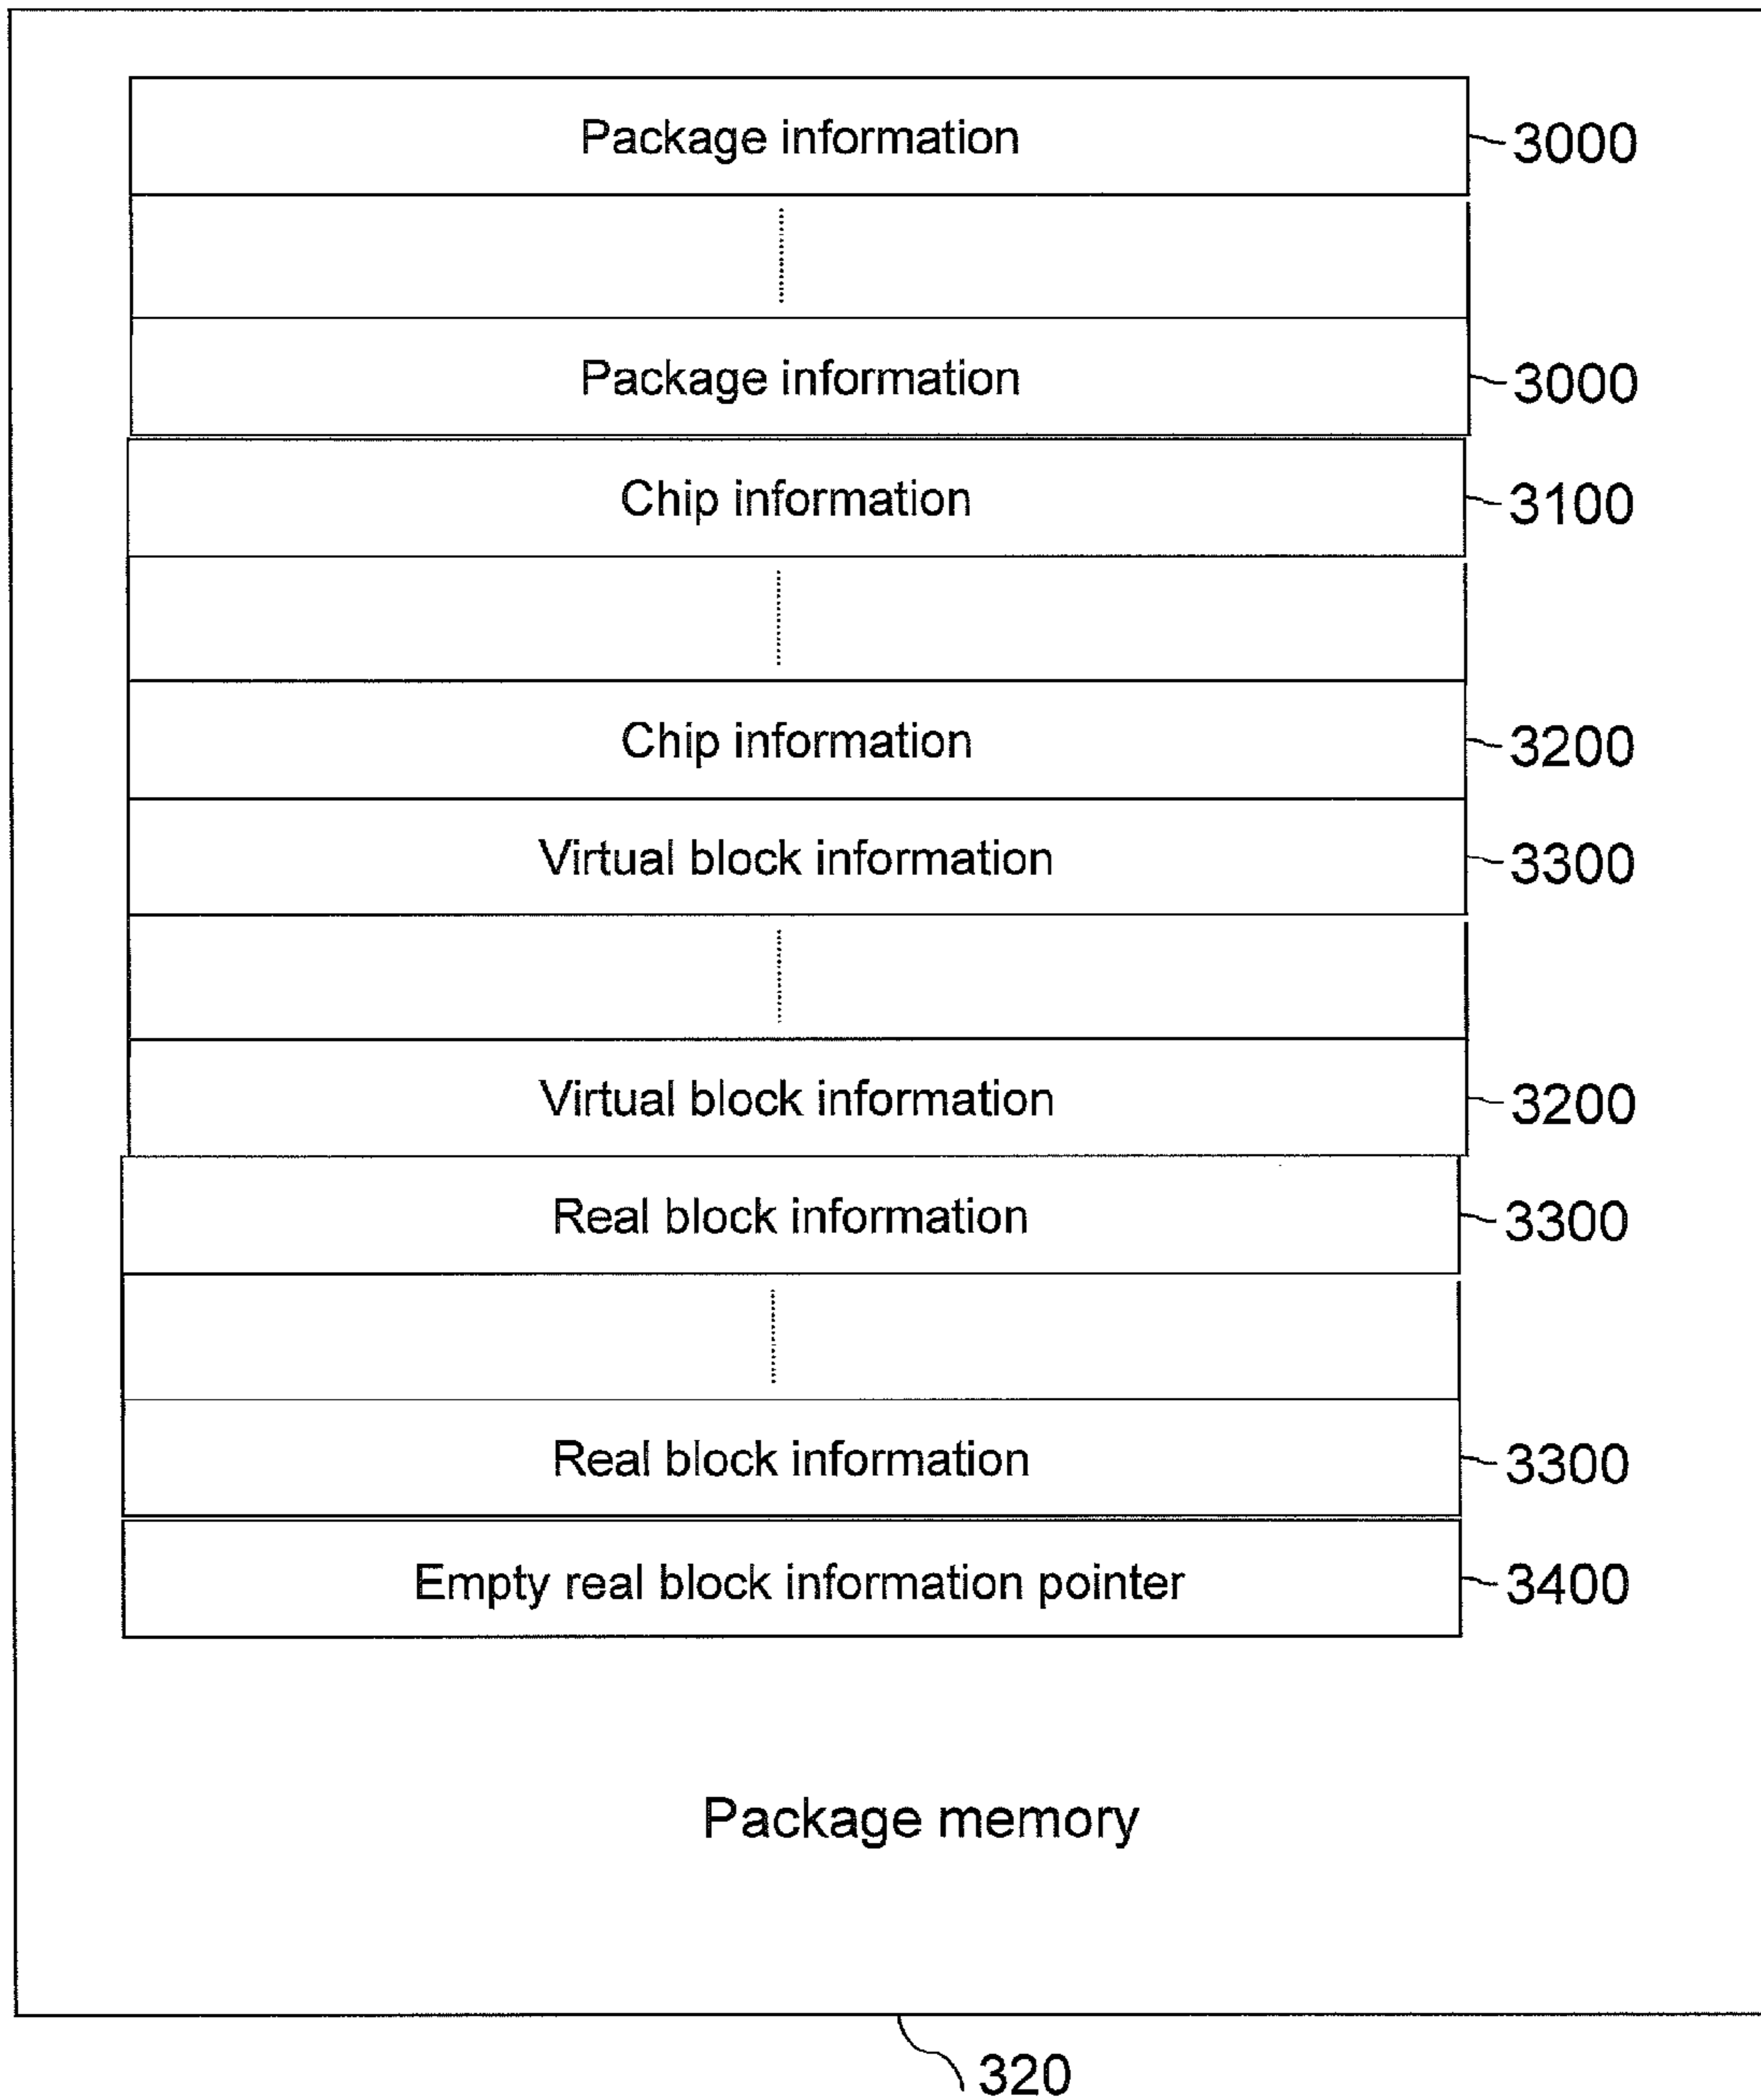 Package information 3000
Package information 3000
Chip information 3100
Chip information 3200
Virtual block information 3300
Virtual block information 3200
Real block information 3300
Real block information 3300
Empty real block information pointer 3400
Package memory
320